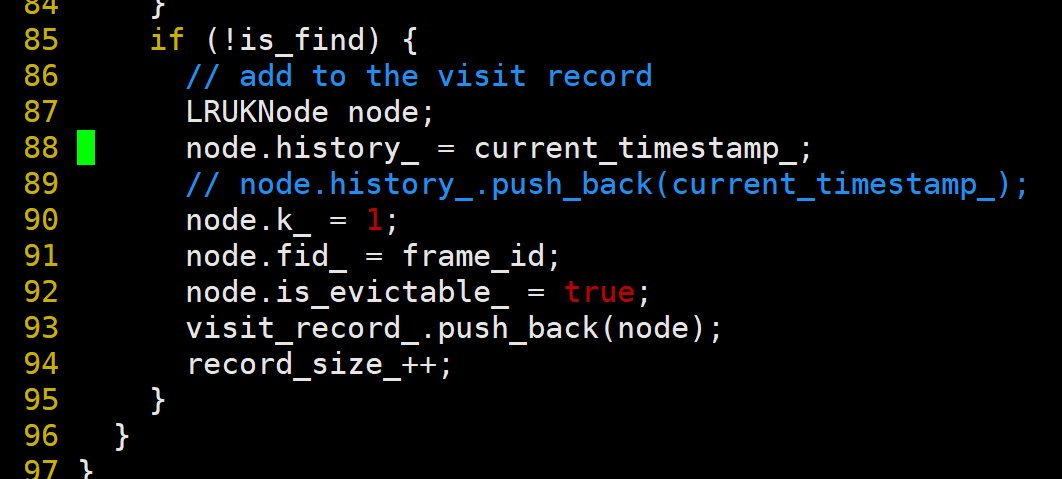 84     }
85     if (!is_find) {
86       // add to the visit record
87       LRUKNode node;
88       node.history_ = current_timestamp_;
89       // node.history_.push_back(current_timestamp_);
90       node.k_ = 1;
91       node.fid_ = frame_id;
92       node.is_evictable_ = true;
93       visit_record_.push_back(node);
94       record_size_++;
95     }
96   }
97 }